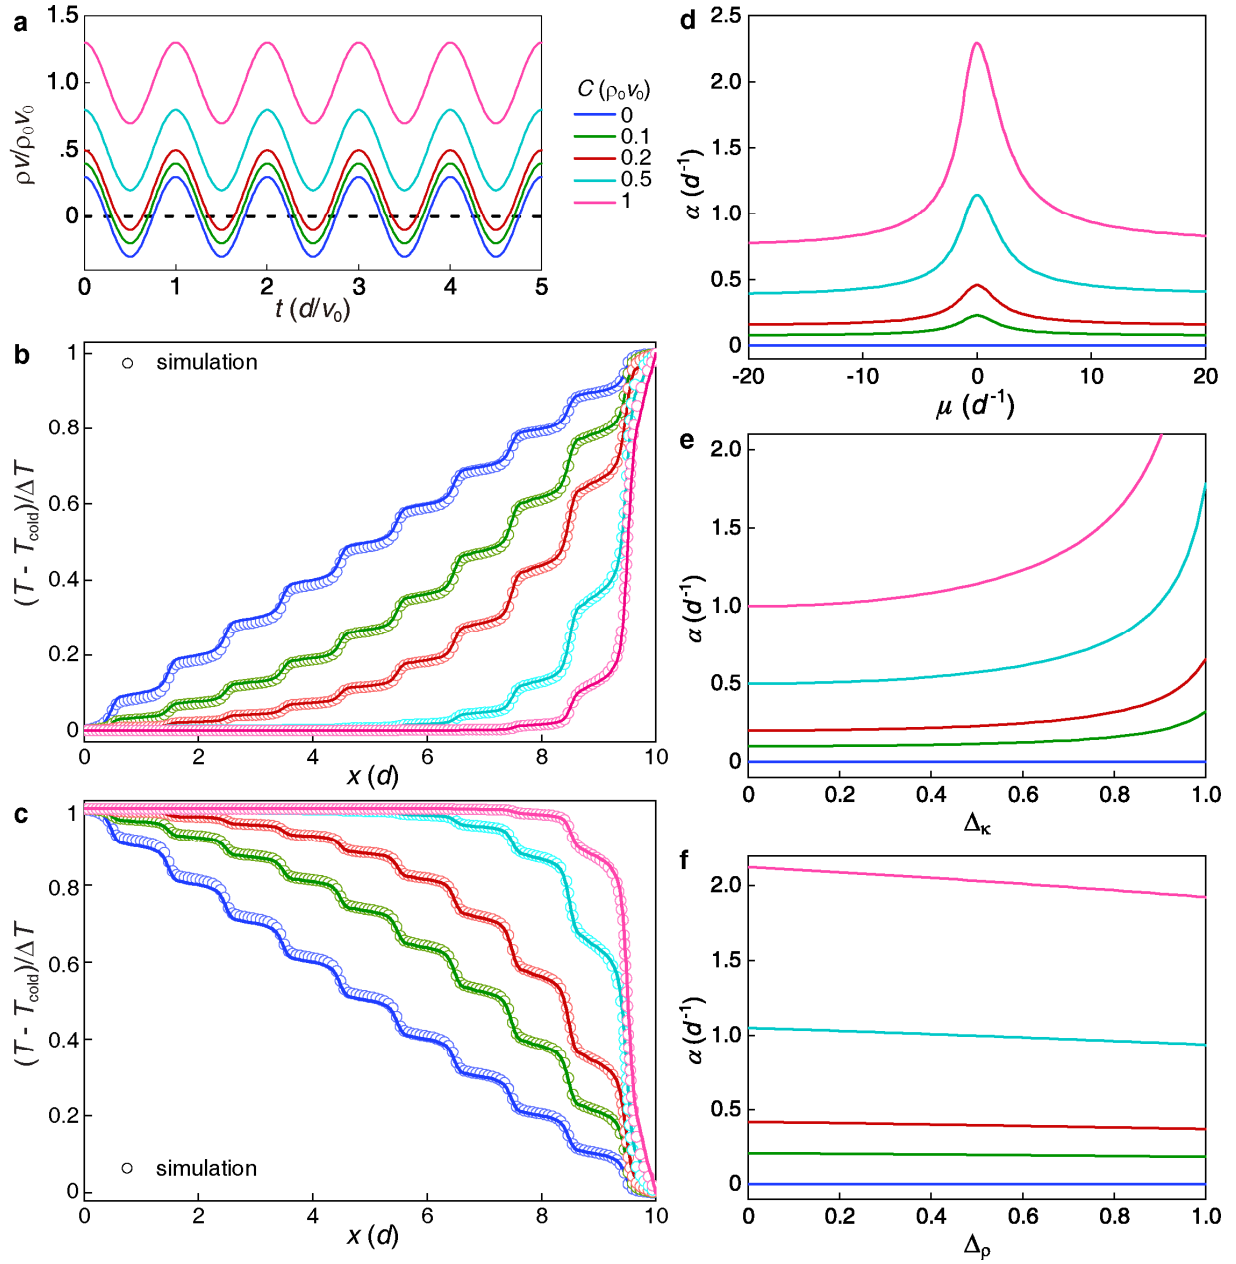 a
1.5
1.0
.5
0
ρv/ρ₀v₀
0 1 2 3 4 5
t (d/v₀)
C (ρ₀v₀)
0
0.1
0.2
0.5
1
b
simulation
1
0.8
0.6
0.4
0.2
0
(T - Tcold)/ΔT
0 2 4 6 8 10
x (d)
c
1
0.8
0.6
0.4
0.2
0
(T - Tcold)/ΔT
simulation
0 2 4 6 8 10
x (d)
d
2.5
2.0
1.5
1.0
0.5
0
α (d⁻¹)
-20 -10 0 10 20
μ (d⁻¹)
e
2.0
1.5
1.0
0.5
0
α (d⁻¹)
0 0.2 0.4 0.6 0.8 1.0
Δκ
f
2.0
1.5
1.0
0.5
0
α (d⁻¹)
0 0.2 0.4 0.6 0.8 1.0
Δρ